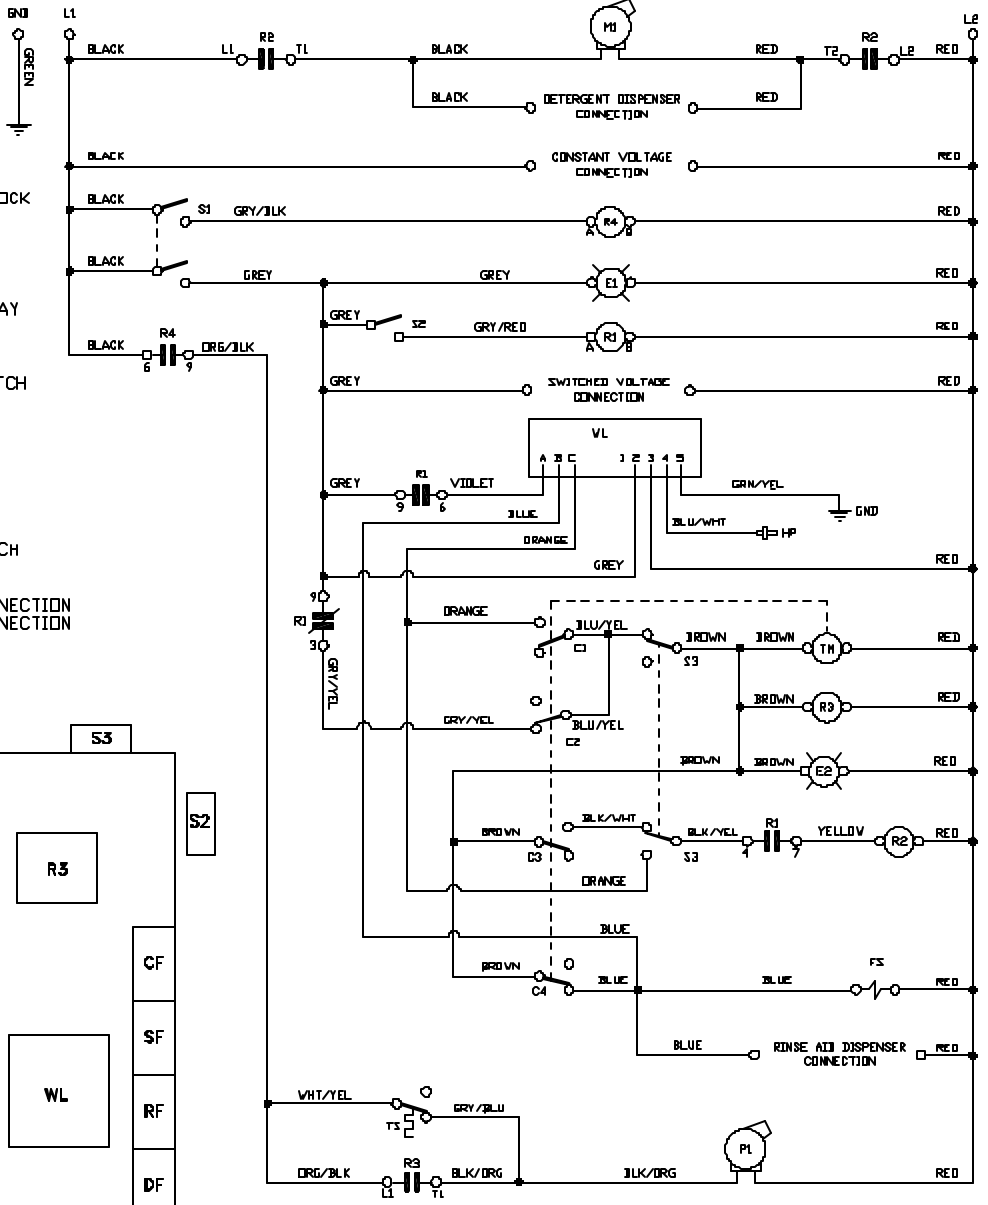 GND L1 L2
GREEN
BLACK L1 R2 T1 BLACK M1 RED T2 R2 L2 RED
BLACK DETERGENT DISPENSER RED
CONNECTION
BLACK CONSTANT VOLTAGE RED
CONNECTION
OCK
BLACK S1 GRY/BLK R4 RED
A B
BLACK GREY GREY E1 RED
AY
GREY S2 GRY/RED R1 RED
A B
R4
BLACK ORG/BLK
6 9
TCH
GREY SWITCHED VOLTAGE RED
CONNECTION
WL
A B C 1 2 3 4 5
GREY R1 VIOLET GRN/YEL
9 6
BLUE GND
BLU/WHT HP
ORANGE
CH
GREY RED
9
NECTION
NECTION
ORANGE
R3
3
GRY/YEL
BLU/YEL
C1 S3
BROWN BROWN TM RED
BROWN R3 RED
GRY/YEL BLU/YEL
C2
S3
BROWN BROWN E2 RED
S2
BROWN BLK/WHT BLK/YEL R1 YELLOW R2 RED
C3 S3 4 7
R3
ORANGE
BLUE
CF
BROWN BLUE BLUE FS RED
C4
SF
BLUE RINSE AID DISPENSER RED
CONNECTION
WL
WHT/YEL GRY/BLU
TS
RF
P1
ORG/BLK R3 BLK/ORG BLK/ORG RED
L1 T1
DF